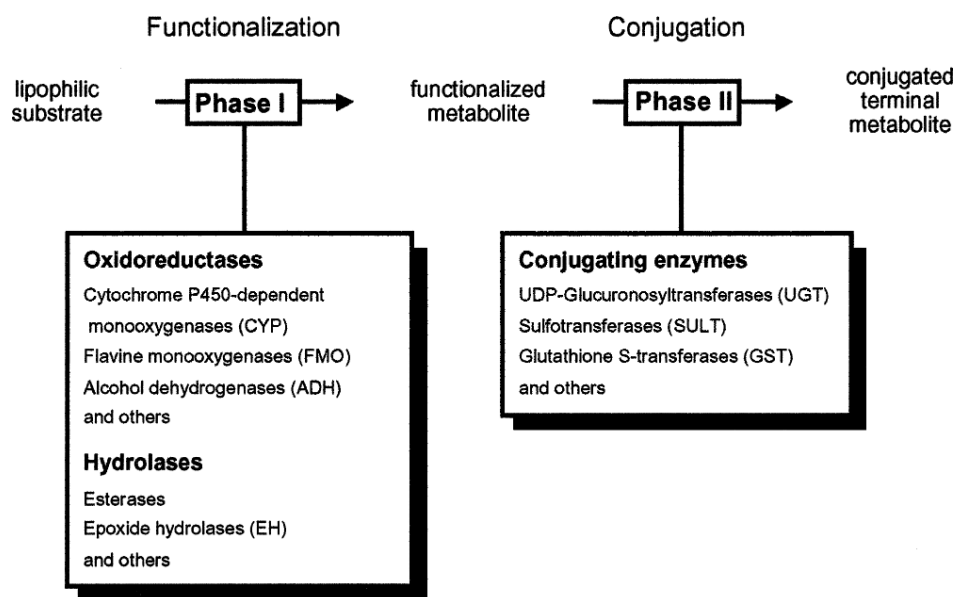 Functionalization
Conjugation
lipophilic
substrate
Phase I
functionalized
metabolite
Phase II
conjugated
terminal
metabolite
Oxidoreductases
Cytochrome P450-dependent
monooxygenases (CYP)
Flavine monooxygenases (FMO)
Alcohol dehydrogenases (ADH)
and others
Hydrolases
Esterases
Epoxide hydrolases (EH)
and others
Conjugating enzymes
UDP-Glucuronosyltransferases (UGT)
Sulfotransferases (SULT)
Glutathione S-transferases (GST)
and others